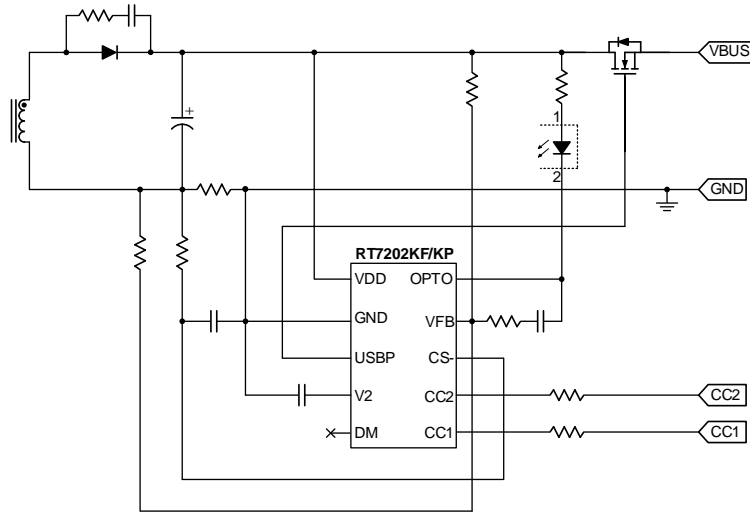 +
VBUS
1
2
GND
RT7202KF/KP
VDD
OPTO
GND
VFB
USBP
CS-
V2
CC2
CC2
DM
CC1
CC1